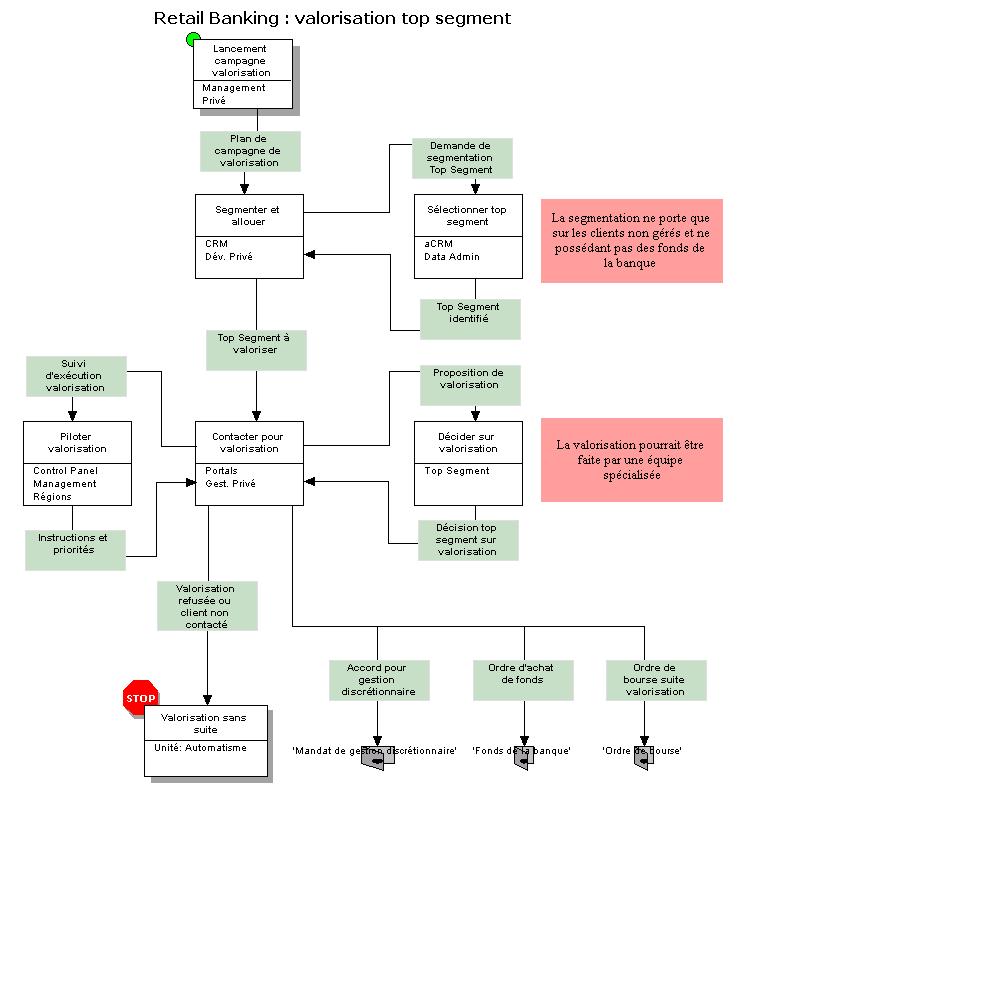 Retail Banking : valorisation top segment
Lancement
campagne
valorisation
Management
Privé
Plan de
campagne de
valorisation
Demande de
segmentation
Top Segment
Segmenter et
allouer
CRM
Dév. Privé
Sélectionner top
segment
aCRM
Data Admin
La segmentation ne porte que
sur les clients non gérés et ne
possédant pas des fonds de
la banque
Top Segment
identifié
Top Segment à
valoriser
Suivi
d'exécution
valorisation
Proposition de
valorisation
Piloter
valorisation
Control Panel
Management
Régions
Contacter pour
valorisation
Portals
Gest. Privé
Décider sur
valorisation
Top Segment
La valorisation pourrait être
faite par une équipe
spécialisée
Instructions et
priorités
Décision top
segment sur
valorisation
Valorisation
refusée ou
client non
contacté
Accord pour
gestion
discrétionnaire
Ordre d'achat
de fonds
Ordre de
bourse suite
valorisation
STOP
Valorisation sans
suite
Unité: Automatisme
'Mandat de gestion discrétionnaire'
'Fonds de la banque'
'Ordre de bourse'